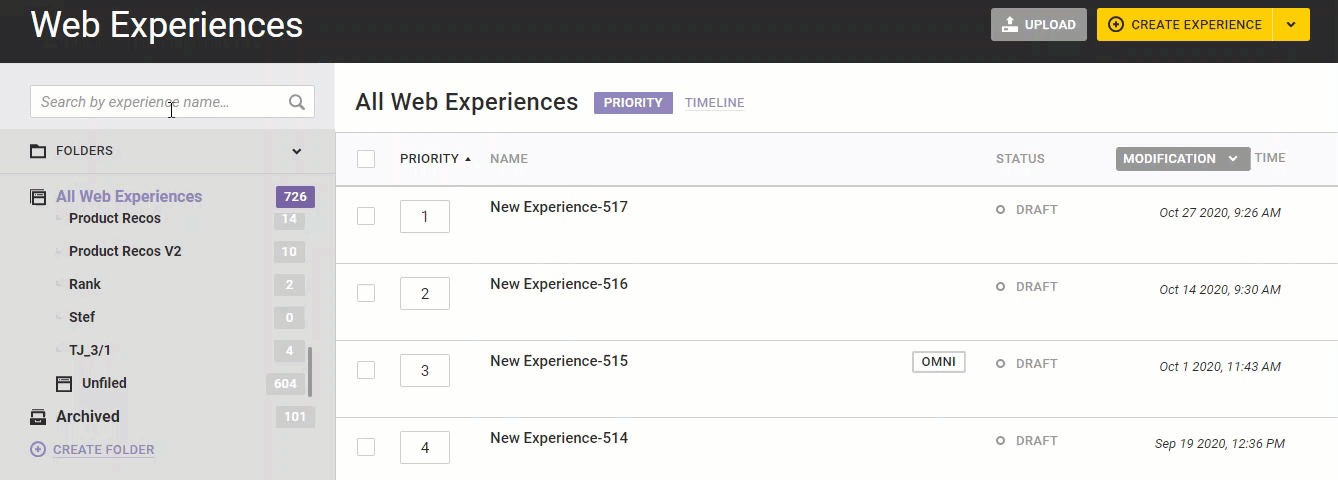 Web Experiences
UPLOAD
CREATE EXPERIENCE
Search by experience name...
FOLDERS
All Web Experiences 726
Product Recos 14
Product Recos V2 10
Rank 2
Stef 0
TJ_3/1 4
Unfiled 604
Archived 101
CREATE FOLDER
All Web Experiences PRIORITY TIMELINE
PRIORITY NAME STATUS MODIFICATION TIME
1 New Experience-517 DRAFT Oct 27 2020, 9:26 AM
2 New Experience-516 DRAFT Oct 14 2020, 9:30 AM
3 New Experience-515 OMNI DRAFT Oct 1 2020, 11:43 AM
4 New Experience-514 DRAFT Sep 19 2020, 12:36 PM